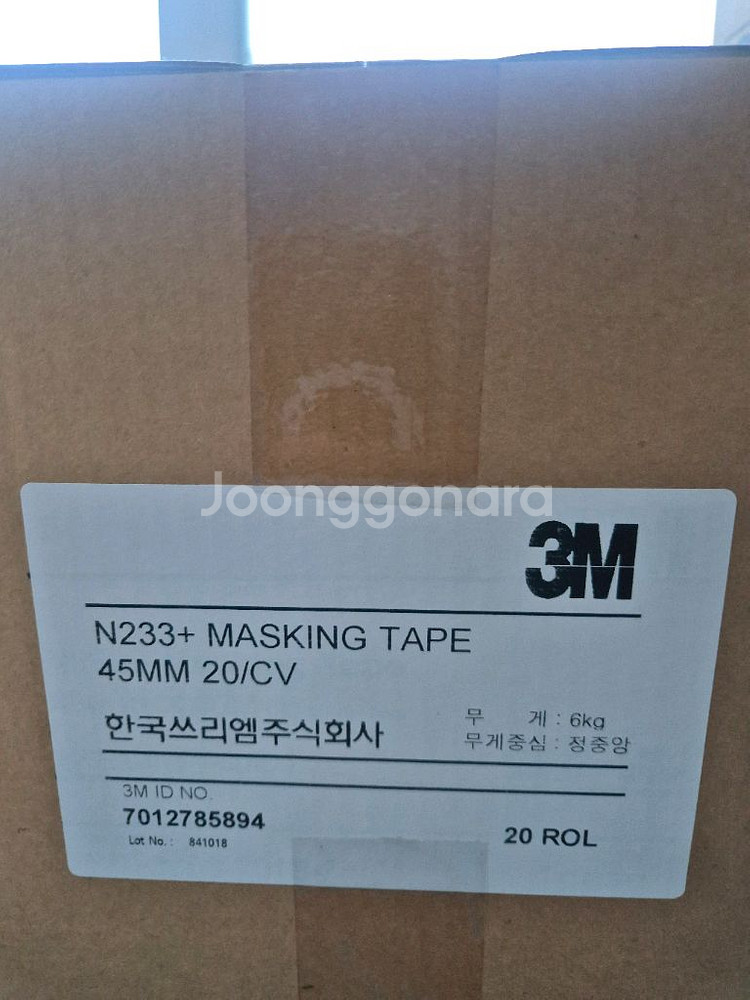 Joonggonara
3M
N233+ MASKING TAPE
45MM 20/CV
한국쓰리엠주식회사
무 게 : 6kg
무게중심 : 정중앙
3M ID NO.
7012785894
Lot No. : 841018
20 ROL